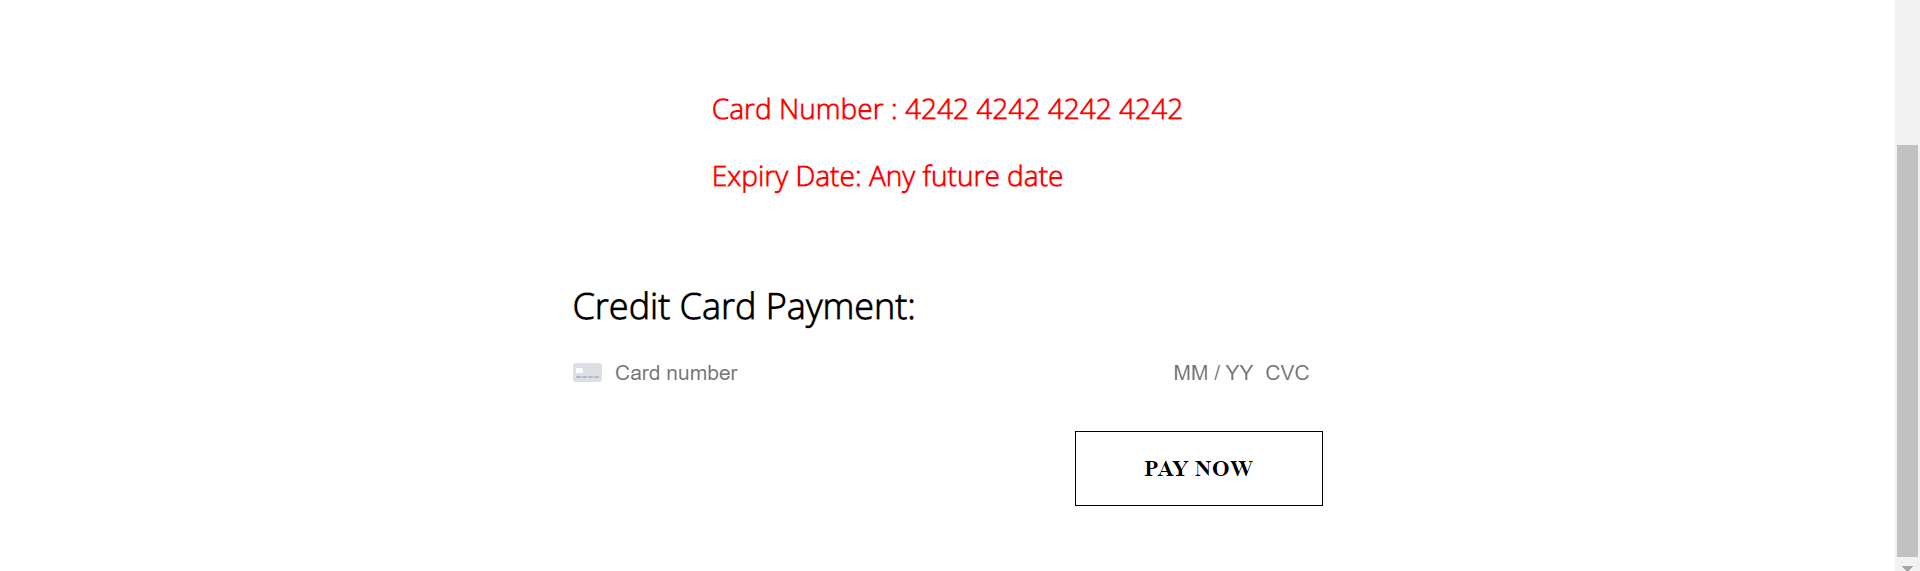 Card Number : 4242 4242 4242 4242
Expiry Date: Any future date
Credit Card Payment:
Card number MM / YY CVC
PAY NOW